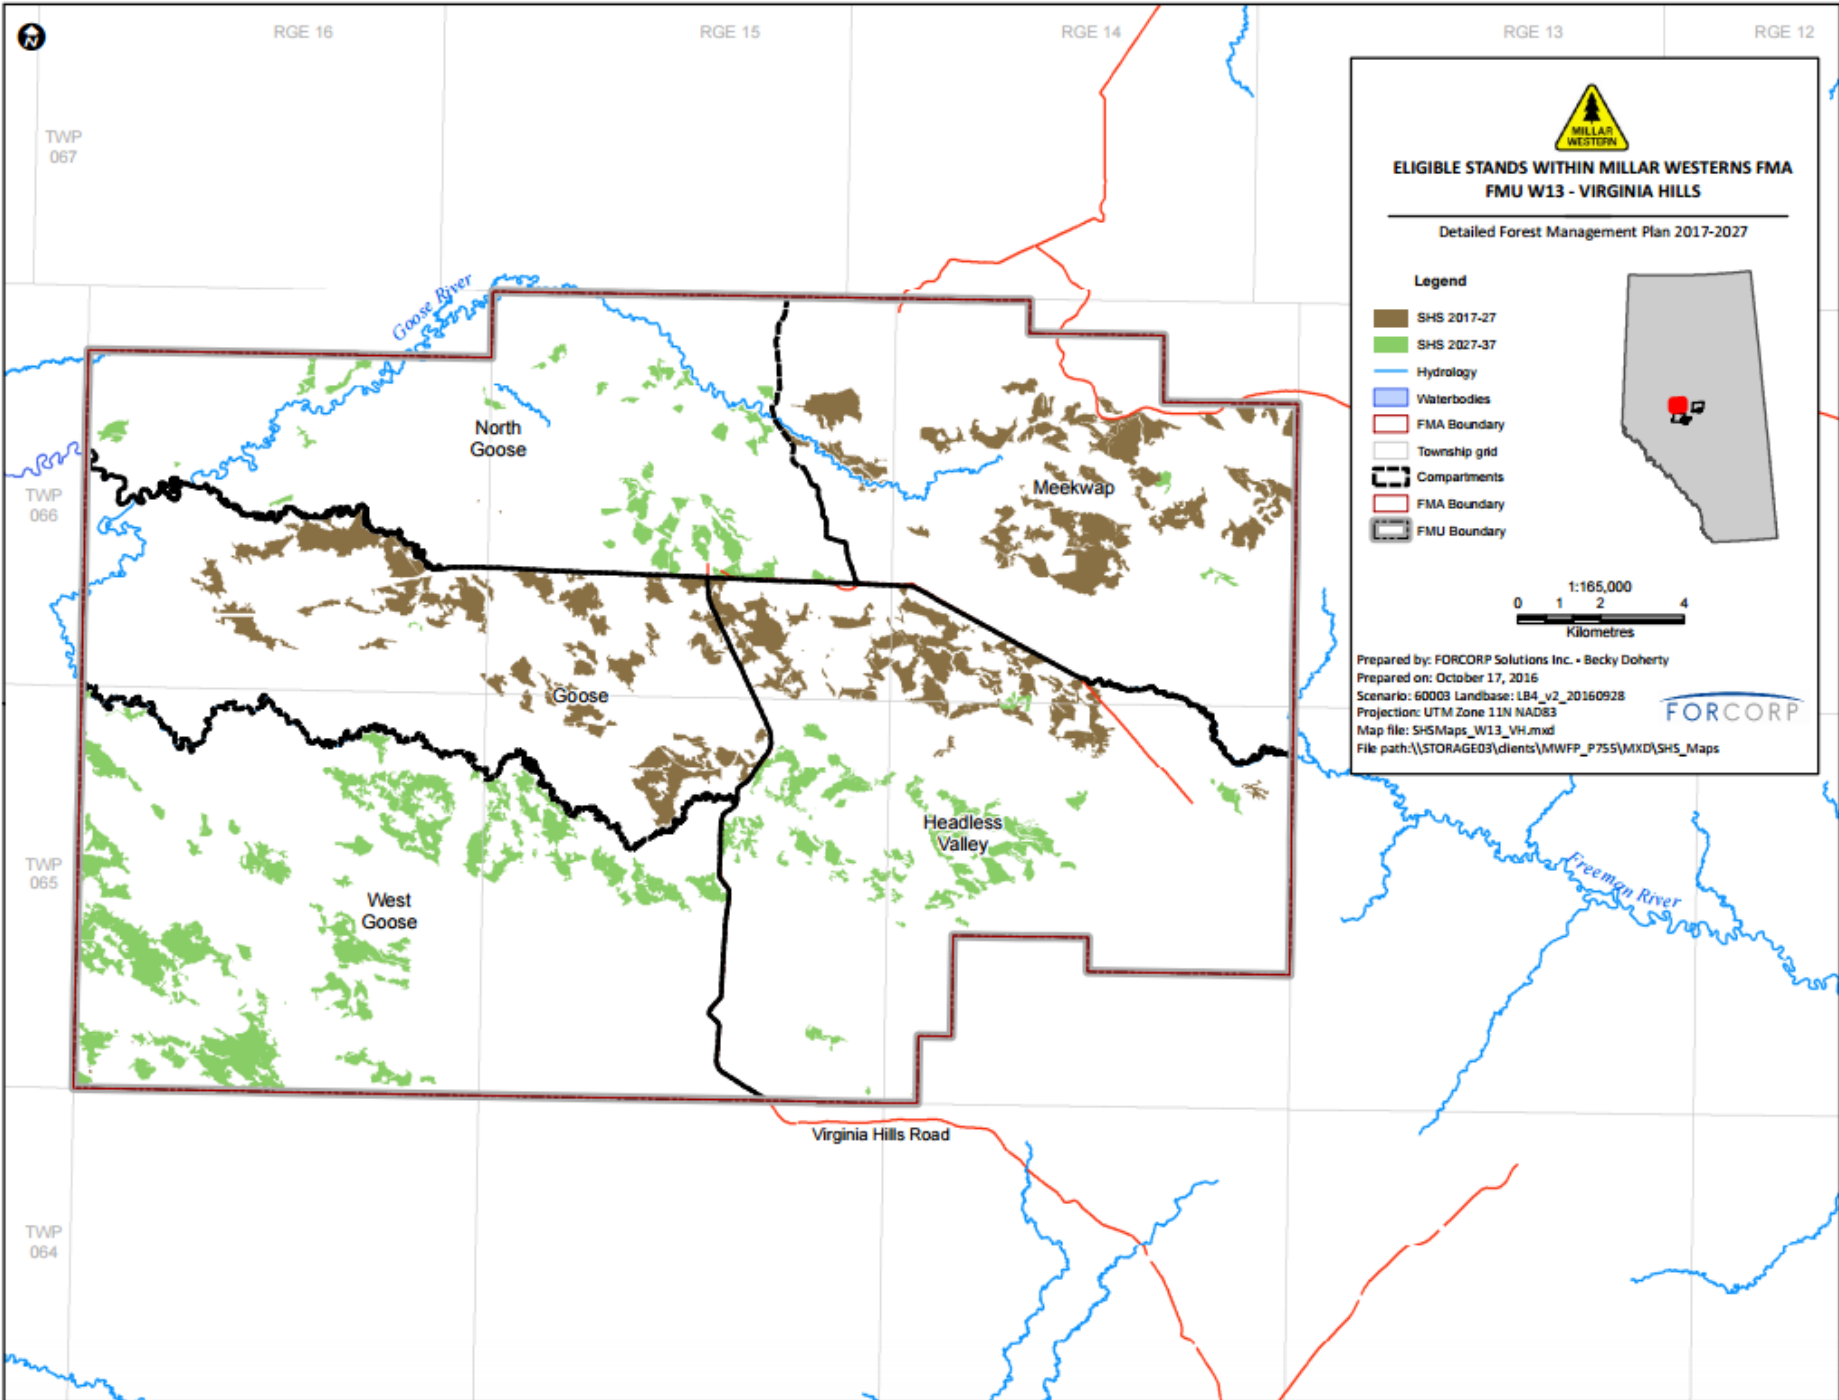 N
RGE 16
RGE 15
RGE 14
RGE 13
RGE 12
TWP
067
TWP
066
TWP
065
TWP
064
Goose River
North
Goose
Meekwap
Goose
Headless
Valley
West
Goose
Freeman River
Virginia Hills Road
MILLAR
WESTERN
ELIGIBLE STANDS WITHIN MILLAR WESTERNS FMA
FMU W13 - VIRGINIA HILLS
Detailed Forest Management Plan 2017-2027
Legend
SHS 2017-27
SHS 2027-37
Hydrology
Waterbodies
FMA Boundary
Township grid
Compartments
FMA Boundary
FMU Boundary
1:165,000
0 1 2 4
Kilometres
Prepared by: FORCORP Solutions Inc. - Becky Doherty
Prepared on: October 17, 2016
Scenario: 60003 Landbase: LB4_v2_20160928
Projection: UTM Zone 11N NAD83
Map file: SHSMaps_W13_VH.mxd
File path:\\STORAGE03\clients\MWFP_P755\MXD\SHS_Maps
FORCORP